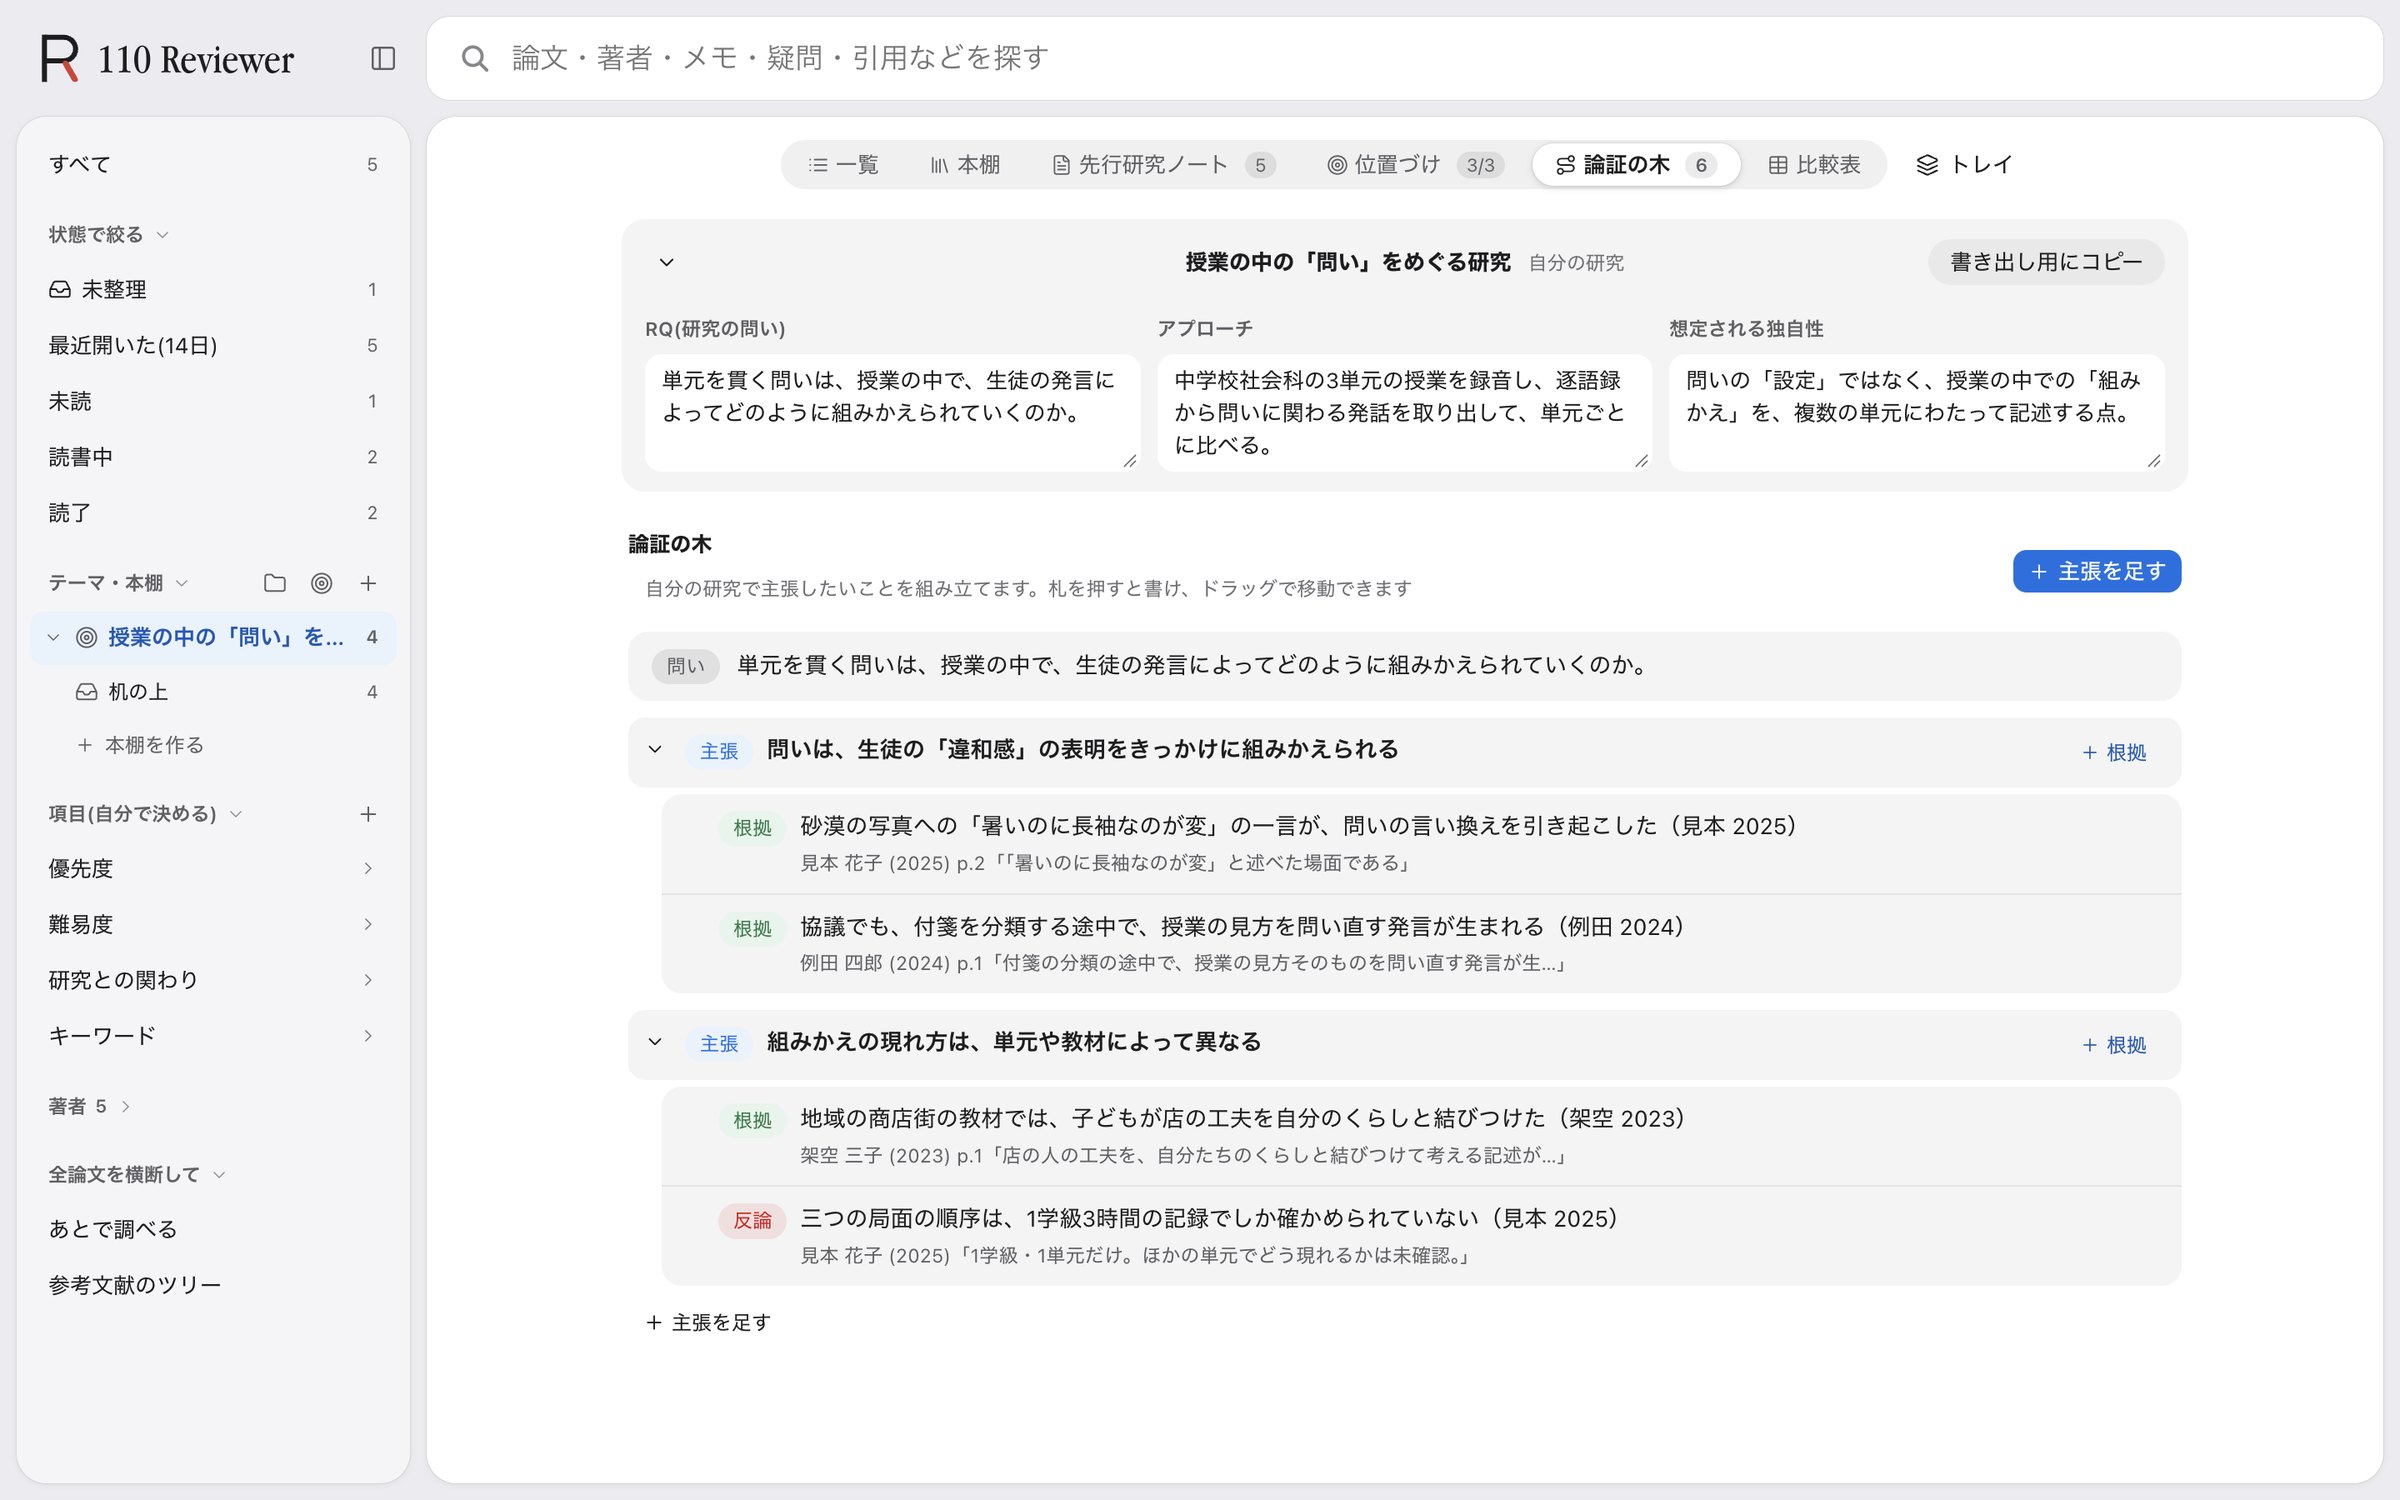 110 Reviewer
論文・著者・メモ・疑問・引用などを探す
すべて 5
状態で絞る
未整理 1
最近開いた(14日) 5
未読 1
読書中 2
読了 2
テーマ・本棚
授業の中の「問い」を... 4
机の上 4
+ 本棚を作る
項目(自分で決める)
優先度
難易度
研究との関わり
キーワード
著者 5
全論文を横断して
あとで調べる
参考文献のツリー
一覧 本棚 先行研究ノート 5 位置づけ 3/3 論証の木 6 比較表 トレイ
授業の中の「問い」をめぐる研究 自分の研究 書き出し用にコピー
RQ(研究の問い)
単元を貫く問いは、授業の中で、生徒の発言に
よってどのように組みかえられていくのか。
アプローチ
中学校社会科の3単元の授業を録音し、逐語録
から問いに関わる発話を取り出して、単元ごと
に比べる。
想定される独自性
問いの「設定」ではなく、授業の中での「組み
かえ」を、複数の単元にわたって記述する点。
論証の木
自分の研究で主張したいことを組み立てます。札を押すと書け、ドラッグで移動できます
+ 主張を足す
問い 単元を貫く問いは、授業の中で、生徒の発言によってどのように組みかえられていくのか。
主張 問いは、生徒の「違和感」の表明をきっかけに組みかえられる + 根拠
根拠 砂漠の写真への「暑いのに長袖なのが変」の一言が、問いの言い換えを引き起こした（見本 2025）
見本 花子 (2025) p.2「「暑いのに長袖なのが変」と述べた場面である」
根拠 協議でも、付箋を分類する途中で、授業の見方を問い直す発言が生まれる（例田 2024）
例田 四郎 (2024) p.1「付箋の分類の途中で、授業の見方そのものを問い直す発言が生...」
主張 組みかえの現れ方は、単元や教材によって異なる + 根拠
根拠 地域の商店街の教材では、子どもが店の工夫を自分のくらしと結びつけた（架空 2023）
架空 三子 (2023) p.1「店の人の工夫を、自分たちのくらしと結びつけて考える記述が...」
反論 三つの局面の順序は、1学級3時間の記録でしか確かめられていない（見本 2025）
見本 花子 (2025)「1学級・1単元だけ。ほかの単元でどう現れるかは未確認。」
+ 主張を足す